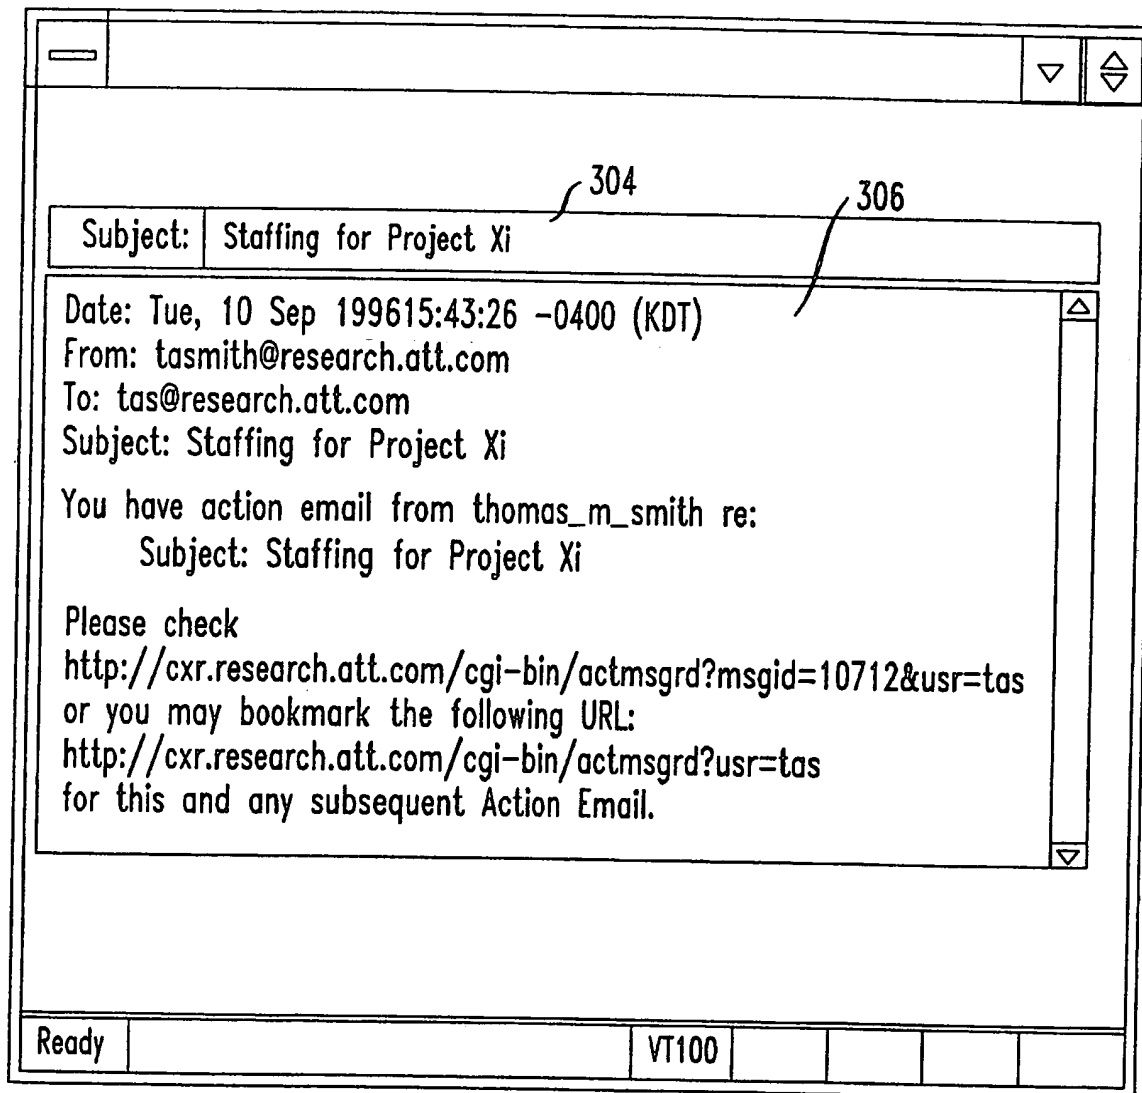 304
306
Subject: Staffing for Project Xi
Date: Tue, 10 Sep 199615:43:26 -0400 (KDT)
From: tasmith@research.att.com
To: tas@research.att.com
Subject: Staffing for Project Xi
You have action email from thomas_m_smith re:
Subject: Staffing for Project Xi
Please check
http://cxr.research.att.com/cgi-bin/actmsgrd?msgid=10712&usr=tas
or you may bookmark the following URL:
http://cxr.research.att.com/cgi-bin/actmsgrd?usr=tas
for this and any subsequent Action Email.
Ready VT100